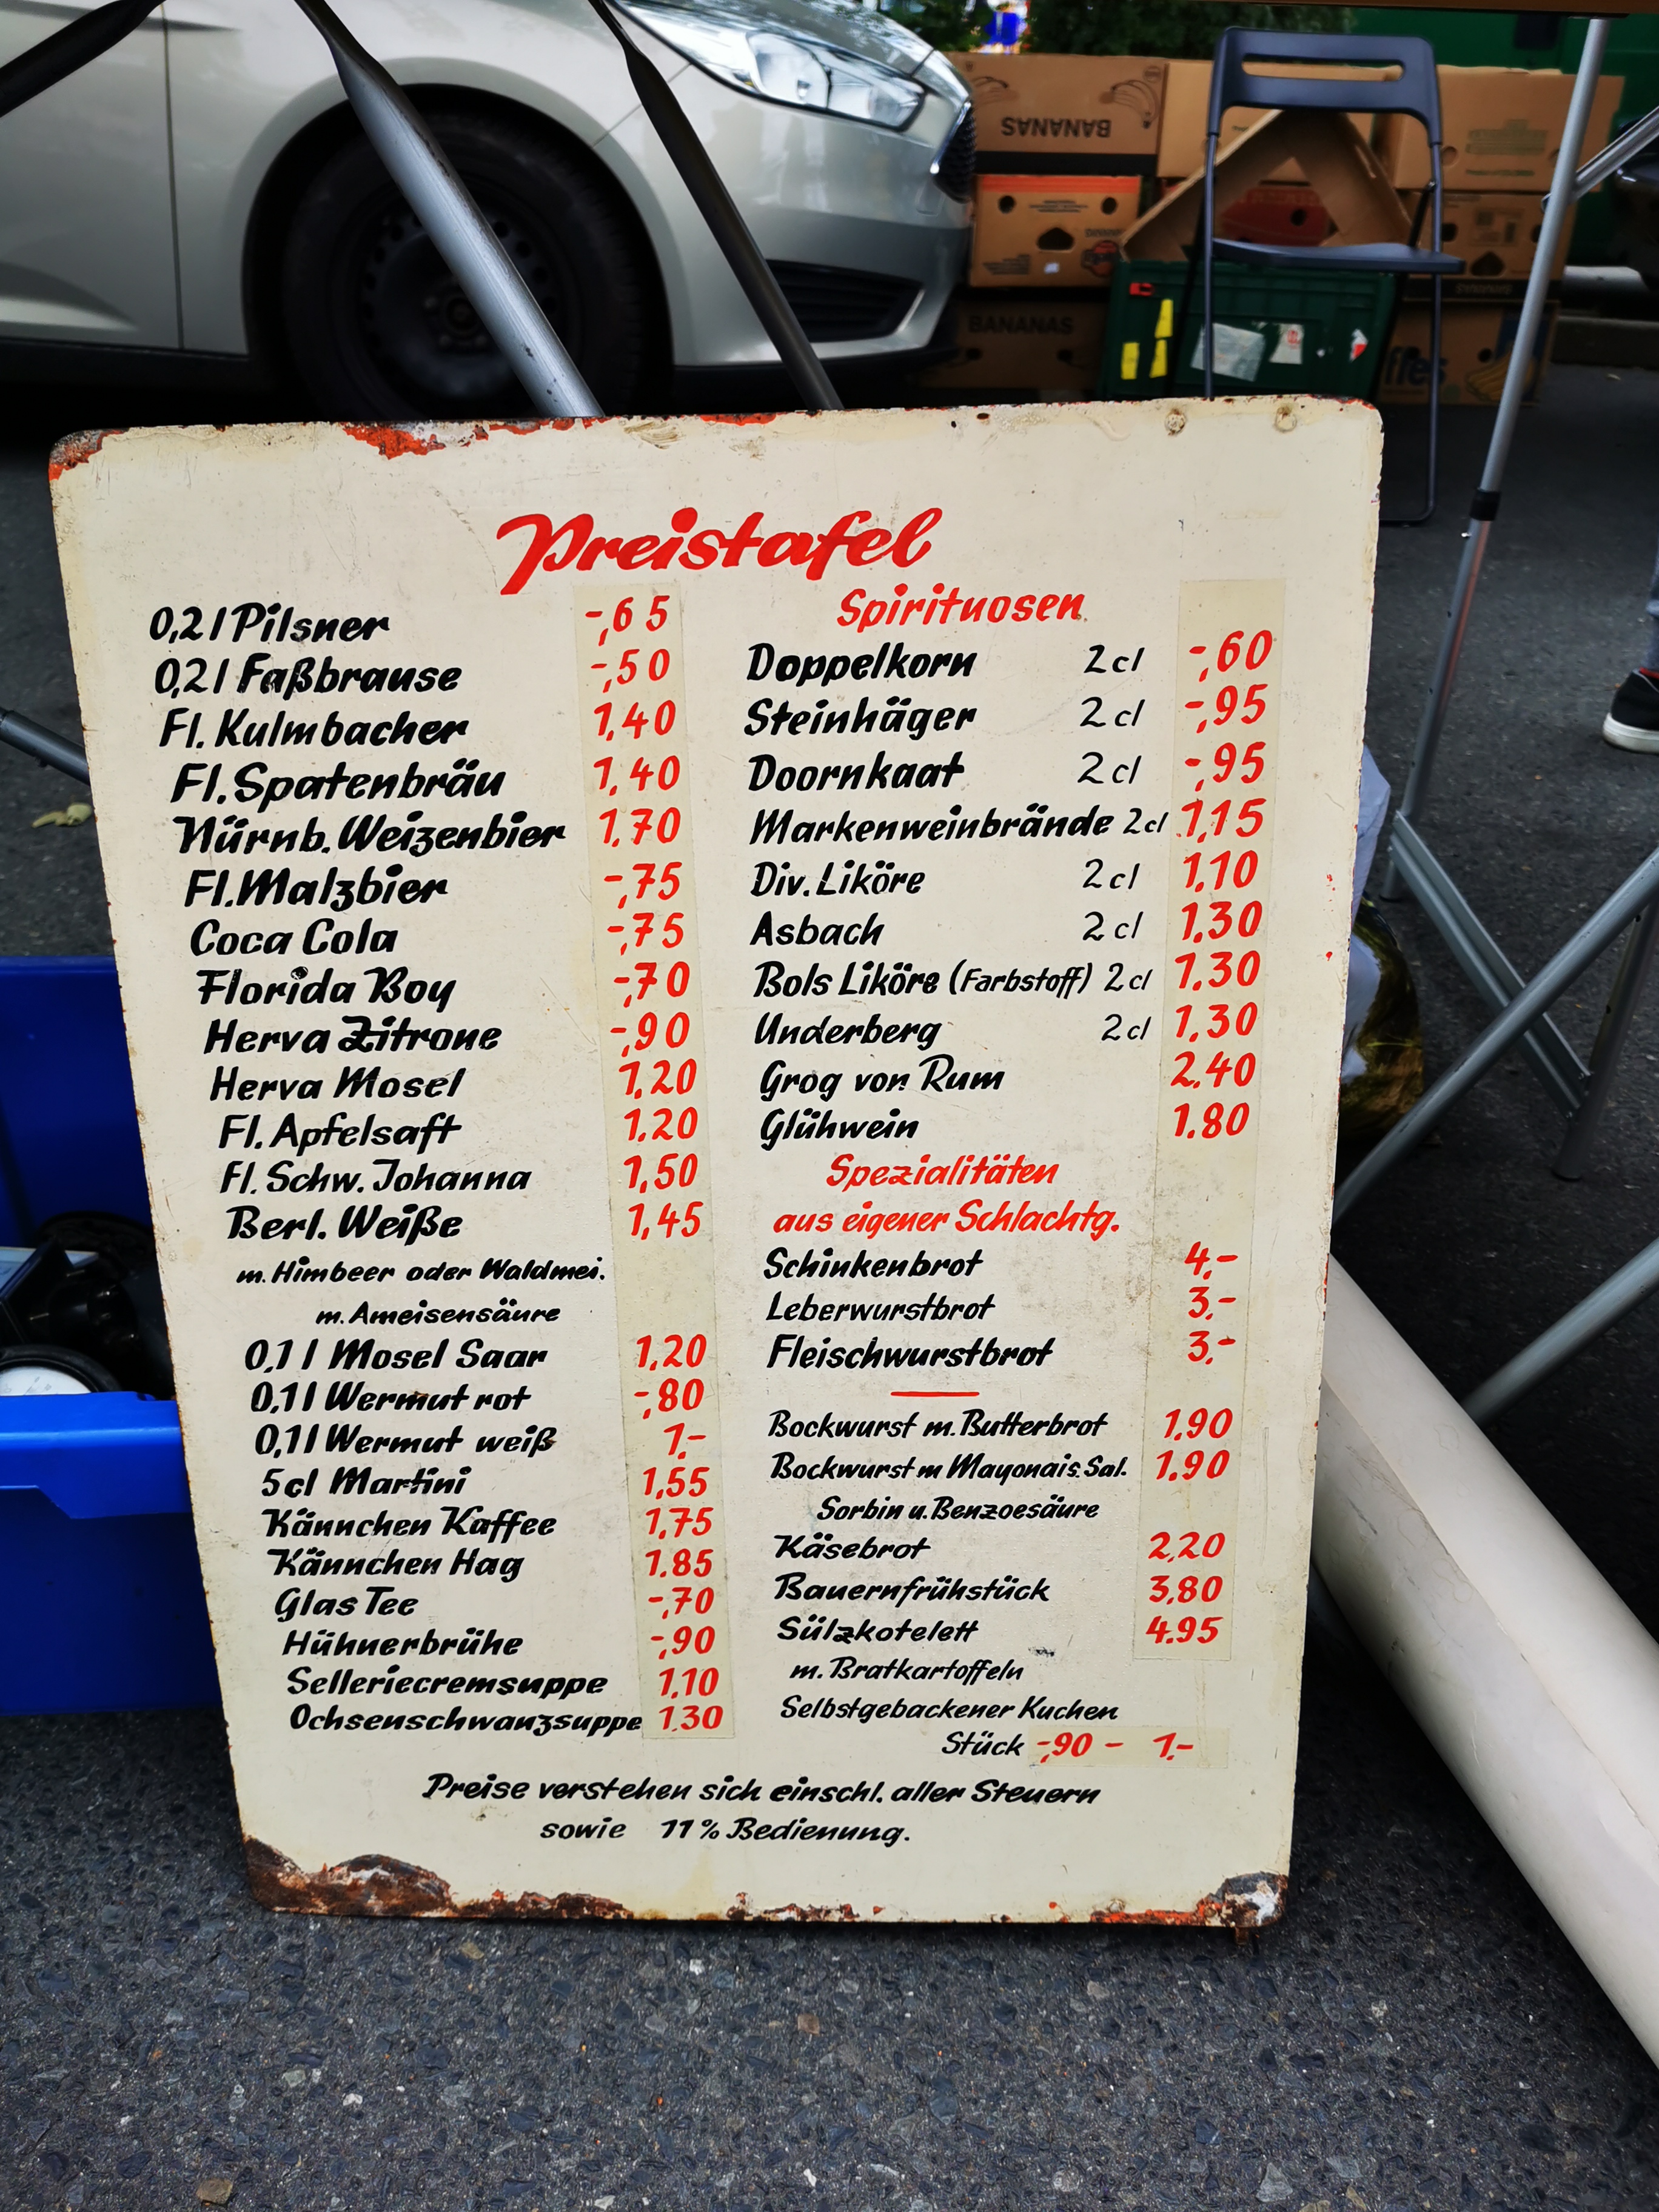 BANANAS
BANANAS
Preistafel
0,2 l Pilsner -,65
0,2 l Faßbrause -,50
Fl. Kulmbacher 1,40
Fl. Spatenbräu 1,40
Nürnb. Weizenbier 1,70
Fl. Malzbier -,75
Coca Cola -,75
Florida Boy -,70
Herva Zitrone -,90
Herva Mosel 1,20
Fl. Apfelsaft 1.20
Fl. Schw. Johanna 1,50
Berl. Weiße 1,45
m. Himbeer oder Waldmei.
m. Ameisensäure
0,1 l Mosel Saar 1,20
0,1 l Wermut rot -,80
0,1 l Wermut weiß 1,-
5 cl Martini 1,55
Kännchen Kaffee 1,75
Kännchen Hag 1.85
Glas Tee -,70
Hühnerbrühe -,90
Selleriecremsuppe 1,10
Ochsenschwanzsuppe 1.30
Spirituosen
Doppelkorn 2 cl -,60
Steinhäger 2 cl -,95
Doornkaat 2 cl -,95
Markenweinbrände 2 cl 1,15
Div. Liköre 2 cl 1,10
Asbach 2 cl 1,30
Bols Liköre (Farbstoff) 2 cl 1.30
Underberg 2 cl 1,30
Grog von Rum 2.40
Glühwein 1.80
Spezialitäten
aus eigener Schlachtg.
Schinkenbrot 4,-
Leberwurstbrot 3.-
Fleischwurstbrot 3,-
Bockwurst m. Butterbrot 1,90
Bockwurst m Mayonais. Sal. 1.90
Sorbin u. Benzoesäure
Käsebrot 2,20
Bauernfrühstück 3,80
Sülzkotelett 4.95
m. Bratkartoffeln
Selbstgebackener Kuchen
Stück -,90 - 1,-
Preise verstehen sich einschl. aller Steuern
sowie 11 % Bedienung.